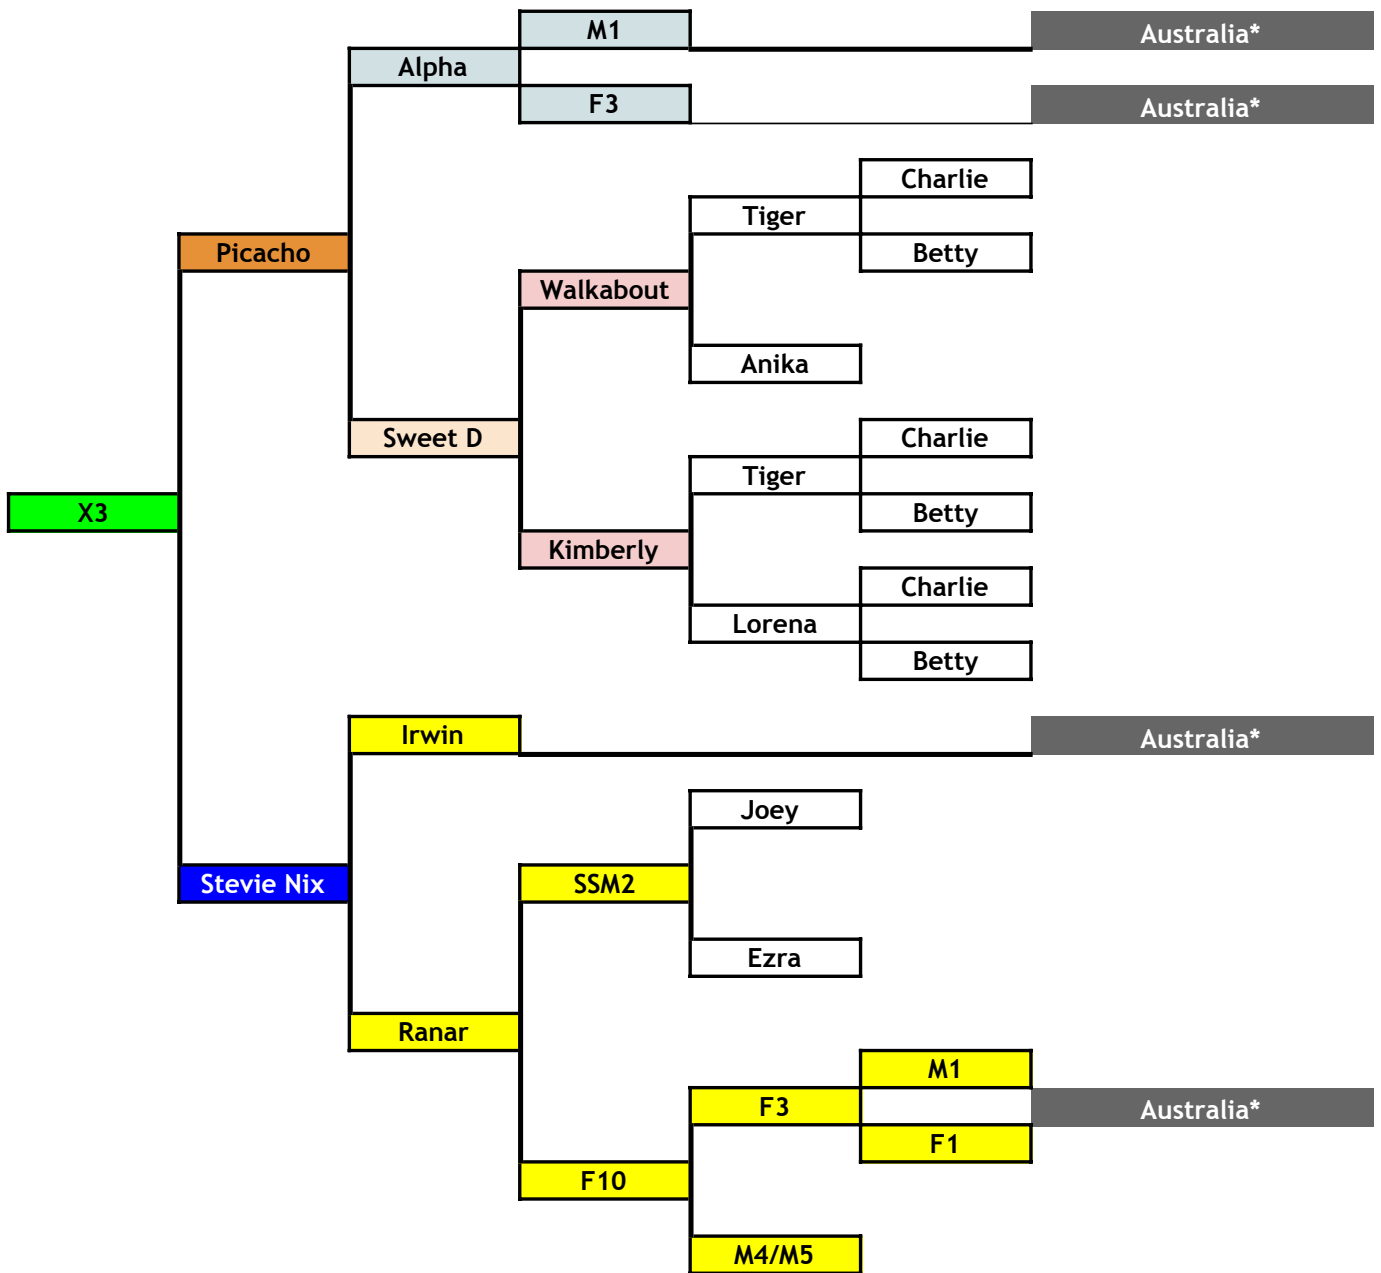 M1
Australia*
Alpha
F3
Australia*
Charlie
Tiger
Picacho
Betty
Walkabout
Anika
Sweet D
Charlie
Tiger
X3
Betty
Kimberly
Charlie
Lorena
Betty
Irwin
Australia*
Joey
Stevie Nix
SSM2
Ezra
Ranar
M1
F3
Australia*
F1
F10
M4/M5